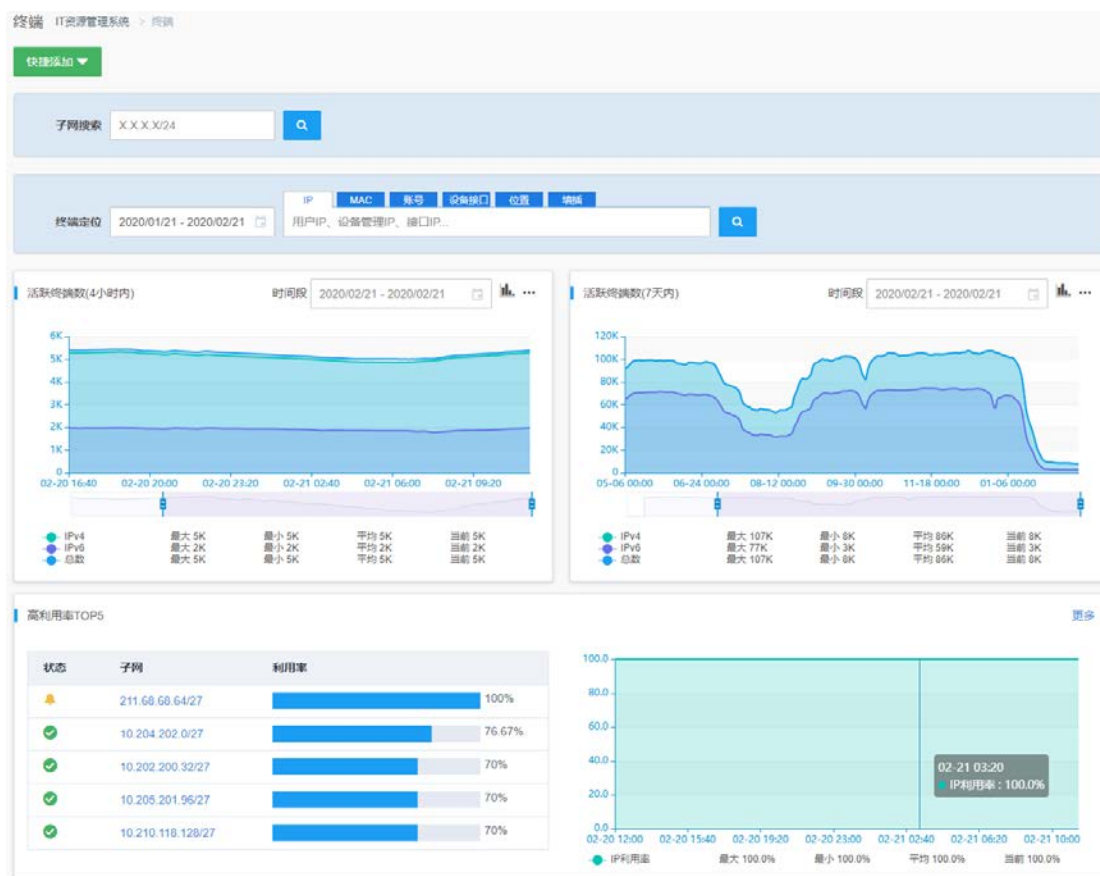 终端 IT资源管理系统 > 终端
快捷添加
子网搜索 X.X.X.X/24
IP MAC 账号 设备接口 位置 填插
终端定位 2020/01/21 - 2020/02/21 用户IP、设备管理IP、接口IP...
活跃终端数(4小时内) 时间段 2020/02/21 - 2020/02/21
6K
5K
4K
3K
2K
1K
0
02-20 16:40 02-20 20:00 02-20 23:20 02-21 02:40 02-21 06:00 02-21 09:20
IPv4 最大 5K 最小 5K 平均 5K 当前 5K
IPv6 最大 2K 最小 2K 平均 2K 当前 2K
总数 最大 5K 最小 5K 平均 5K 当前 5K
活跃终端数(7天内) 时间段 2020/02/21 - 2020/02/21
120K
100K
80K
60K
40K
20K
0
05-06 00:00 06-24 00:00 08-12 00:00 09-30 00:00 11-18 00:00 01-06 00:00
IPv4 最大 107K 最小 8K 平均 86K 当前 8K
IPv6 最大 77K 最小 3K 平均 59K 当前 3K
总数 最大 107K 最小 8K 平均 86K 当前 8K
高利用率TOP5 更多
状态 子网 利用率
211.68.68.64/27 100%
10.204.202.0/27 76.67%
10.202.200.32/27 70%
10.205.201.96/27 70%
10.210.118.128/27 70%
100.0
80.0
60.0
40.0
20.0
0.0
02-21 03:20
IP利用率 : 100.0%
02-20 12:00 02-20 15:40 02-20 19:20 02-20 23:00 02-21 02:40 02-21 06:20 02-21 10:00
IP利用率 最大 100.0% 最小 100.0% 平均 100.0% 当前 100.0%